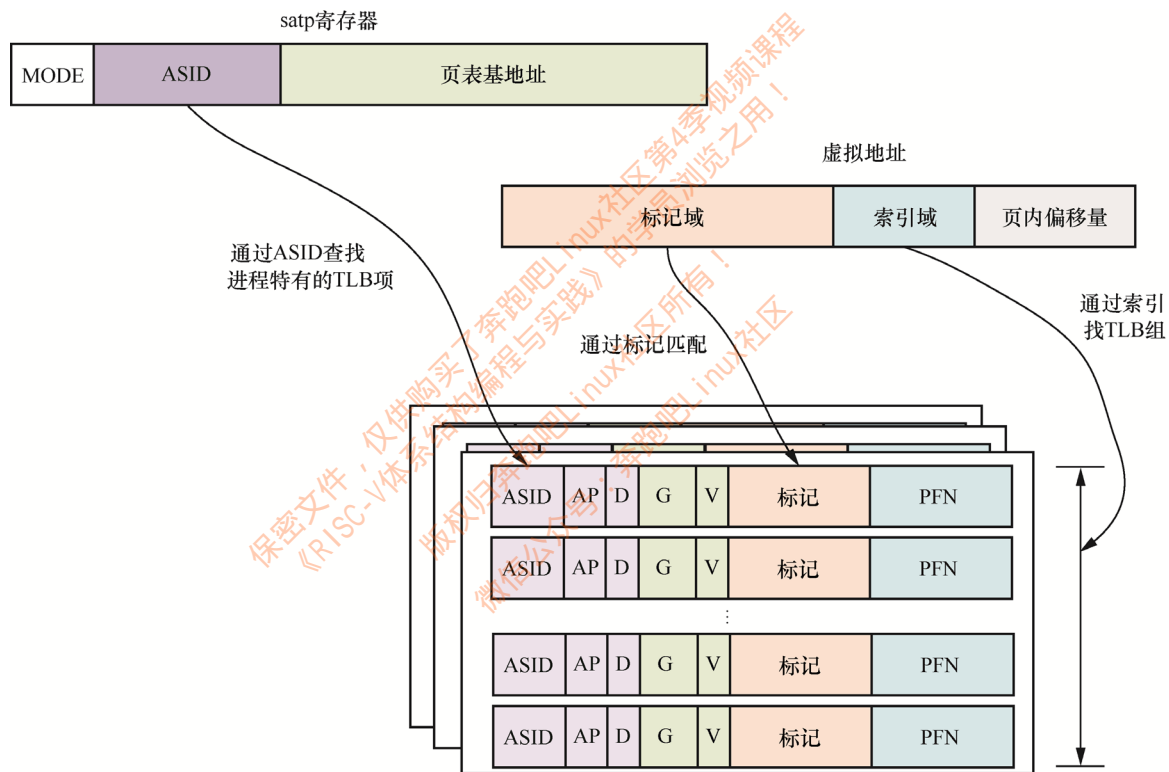 satp寄存器
MODE
ASID
页表基地址
虚拟地址
标记域
索引域
页内偏移量
通过ASID查找
进程特有的TLB项
通过标记匹配
通过索引
找TLB组
ASID AP D G V 标记 PFN
ASID AP D G V 标记 PFN
⋮
ASID AP D G V 标记 PFN
ASID AP D G V 标记 PFN
保密文件，仅供购买了奔跑吧Linux社区第4季视频课程
《RISC-V体系结构编程与实践》的学员浏览之用！
版权归奔跑吧Linux社区所有！
微信公众号：奔跑吧Linux社区